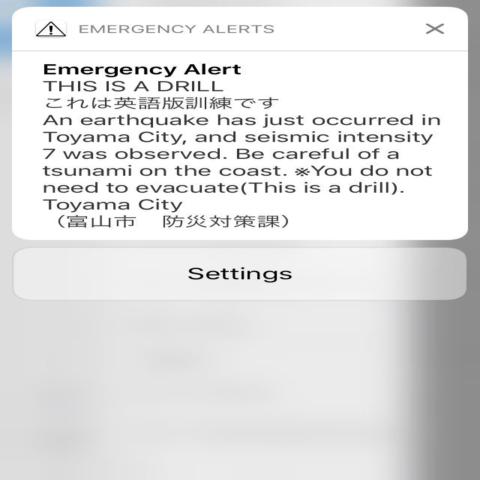 EMERGENCY ALERTS
Emergency Alert
THIS IS A DRILL
これは英語版訓練です
An earthquake has just occurred in
Toyama City, and seismic intensity
7 was observed. Be careful of a
tsunami on the coast. ※You do not
need to evacuate(This is a drill).
Toyama City
（富山市　防災対策課）
Settings